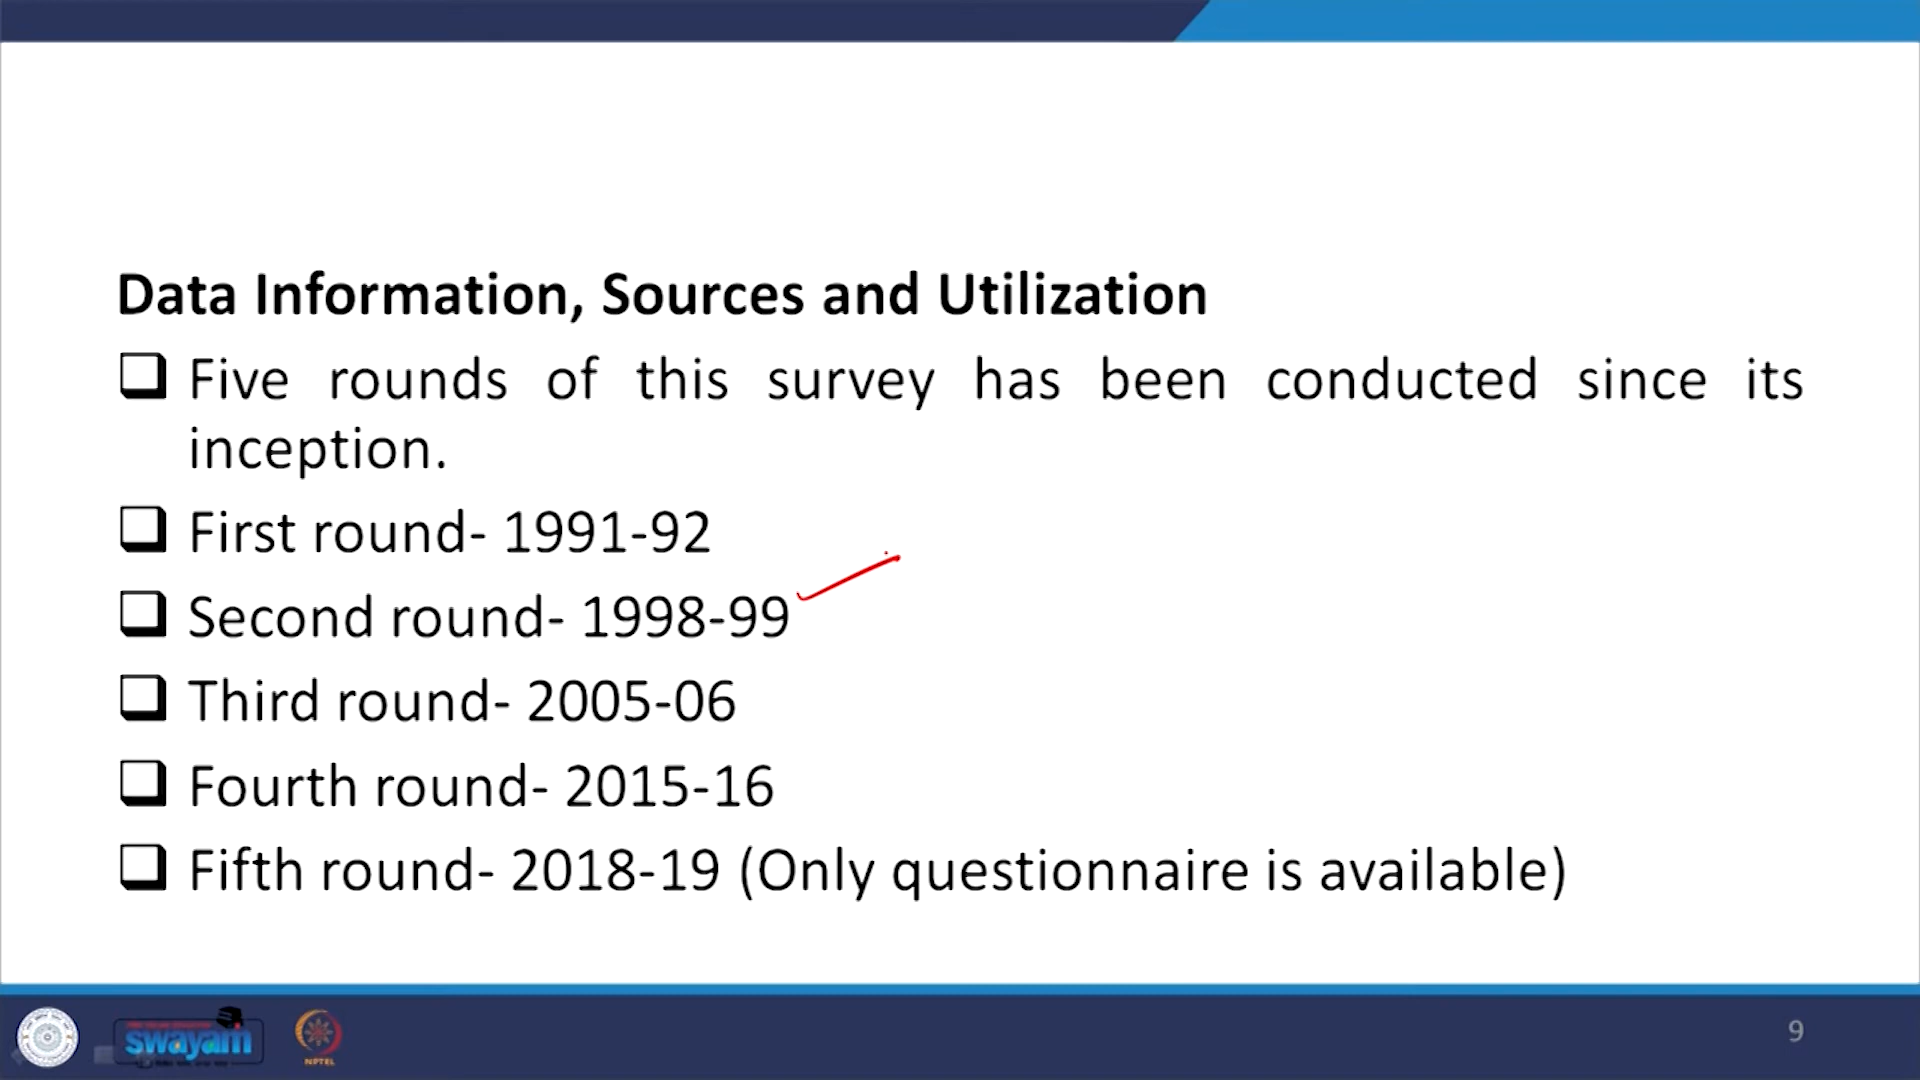 Data Information, Sources and Utilization
Five rounds of this survey has been conducted since its
inception.
First round- 1991-92
Second round- 1998-99
Third round- 2005-06
Fourth round- 2015-16
Fifth round- 2018-19 (Only questionnaire is available)
swayam
NPTEL
9